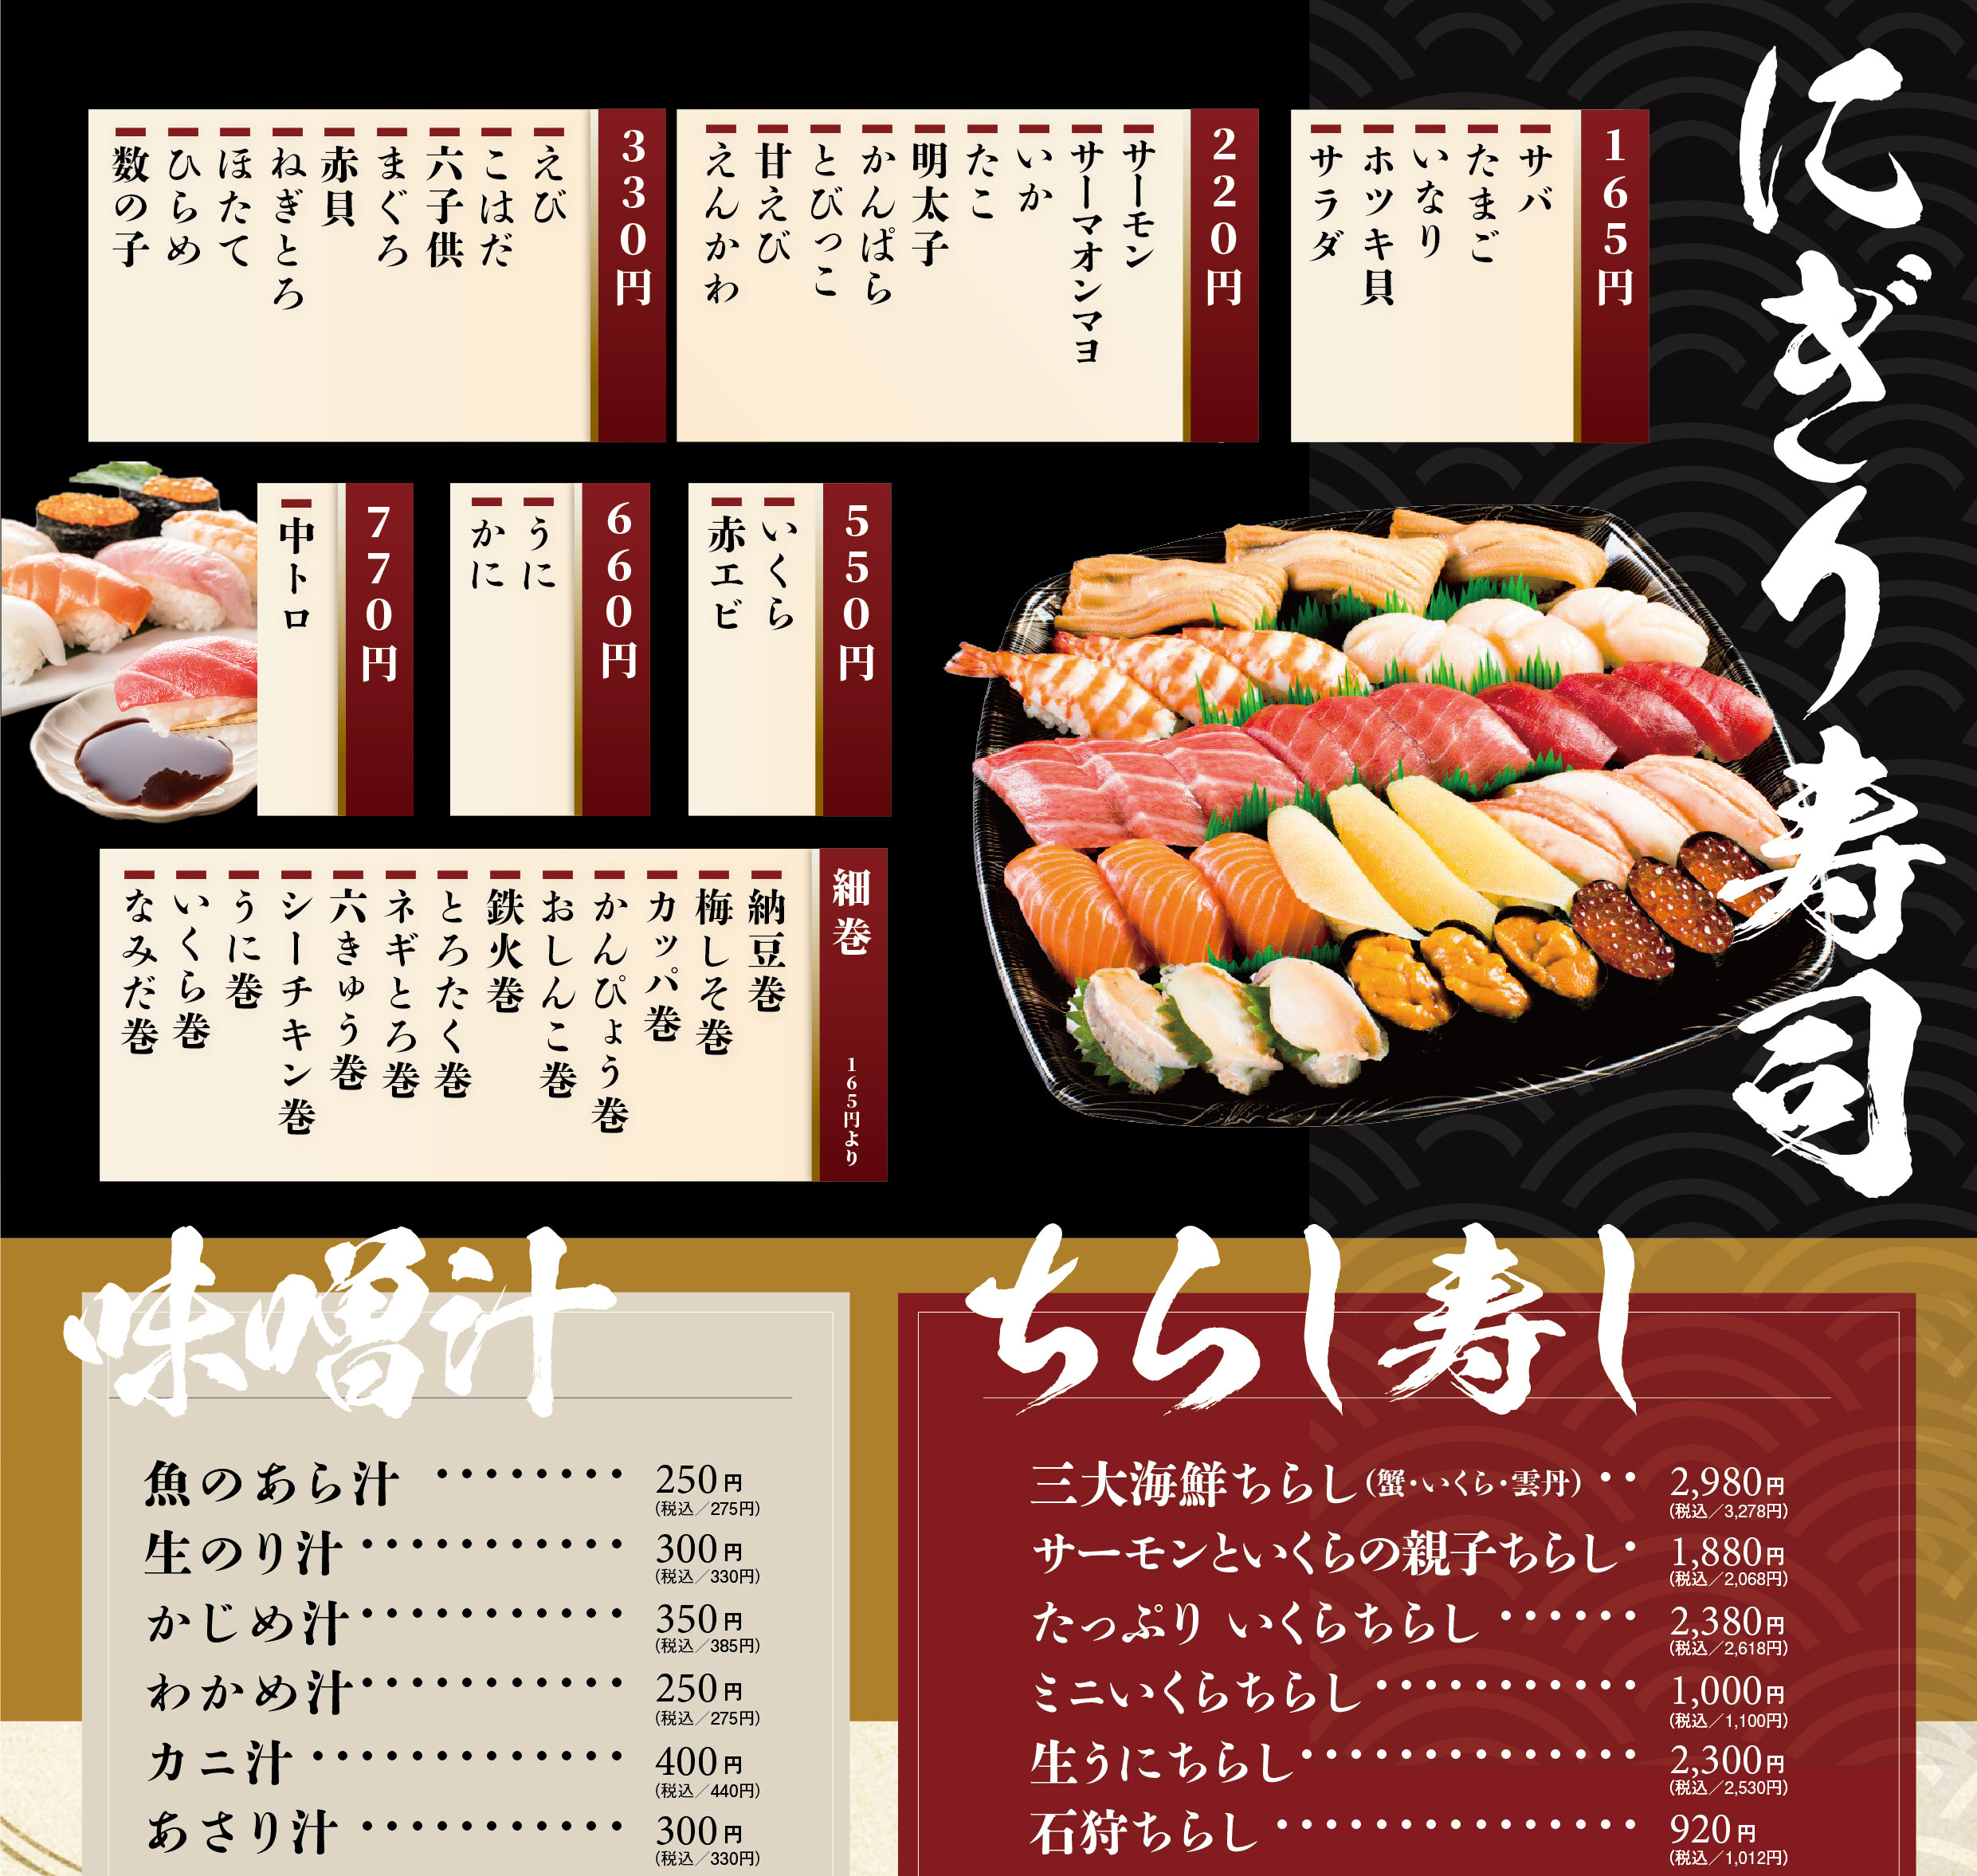 にぎり寿司
165円
サバ
たまご
いなり
ホッキ貝
サラダ
220円
サーモン
サーマオンマヨ
いか
たこ
明太子
かんぱら
とびっこ
甘えび
えんかわ
330円
えび
こはだ
六子供
まぐろ
赤貝
ねぎとろ
ほたて
ひらめ
数の子
550円
いくら
赤エビ
660円
うに
かに
770円
中トロ
細巻 165円より
納豆巻
梅しそ巻
カッパ巻
かんぴょう巻
おしんこ巻
鉄火巻
とろたく巻
ネギとろ巻
六きゅう巻
シーチキン巻
うに巻
いくら巻
なみだ巻
ちらし寿し
三大海鮮ちらし(蟹・いくら・雲丹)・・ 2,980円
(税込／3,278円)
サーモンといくらの親子ちらし・ 1,880円
(税込／2,068円)
たっぷり いくらちらし・・・・・・ 2,380円
(税込／2,618円)
ミニいくらちらし・・・・・・・・・・・ 1,000円
(税込／1,100円)
生うにちらし・・・・・・・・・・・・・・ 2,300円
(税込／2,530円)
石狩ちらし・・・・・・・・・・・・・・・ 920円
(税込／1,012円)
味噌汁
魚のあら汁 ・・・・・・・・ 250円
(税込／275円)
生のり汁・・・・・・・・・・・ 300円
(税込／330円)
かじめ汁・・・・・・・・・・・ 350円
(税込／385円)
わかめ汁・・・・・・・・・・・ 250円
(税込／275円)
カニ汁・・・・・・・・・・・・・ 400円
(税込／440円)
あさり汁・・・・・・・・・・・ 300円
(税込／330円)